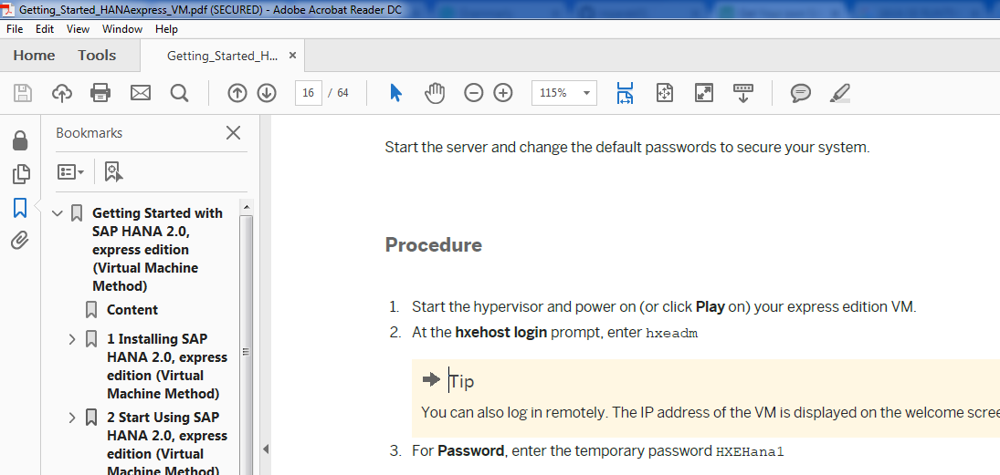 Getting_Started_HANAexpress_VM.pdf (SECURED) - Adobe Acrobat Reader DC
File Edit View Window Help
Home Tools Getting_Started_H... ×
16 / 64 115%
Bookmarks
Getting Started with
SAP HANA 2.0,
express edition
(Virtual Machine
Method)
Content
1 Installing SAP
HANA 2.0, express
edition (Virtual
Machine Method)
2 Start Using SAP
HANA 2.0, express
edition (Virtual
Machine Method)
Start the server and change the default passwords to secure your system.
Procedure
1. Start the hypervisor and power on (or click Play on) your express edition VM.
2. At the hxehost login prompt, enter hxeadm
Tip
You can also log in remotely. The IP address of the VM is displayed on the welcome scree
3. For Password, enter the temporary password HXEHana1